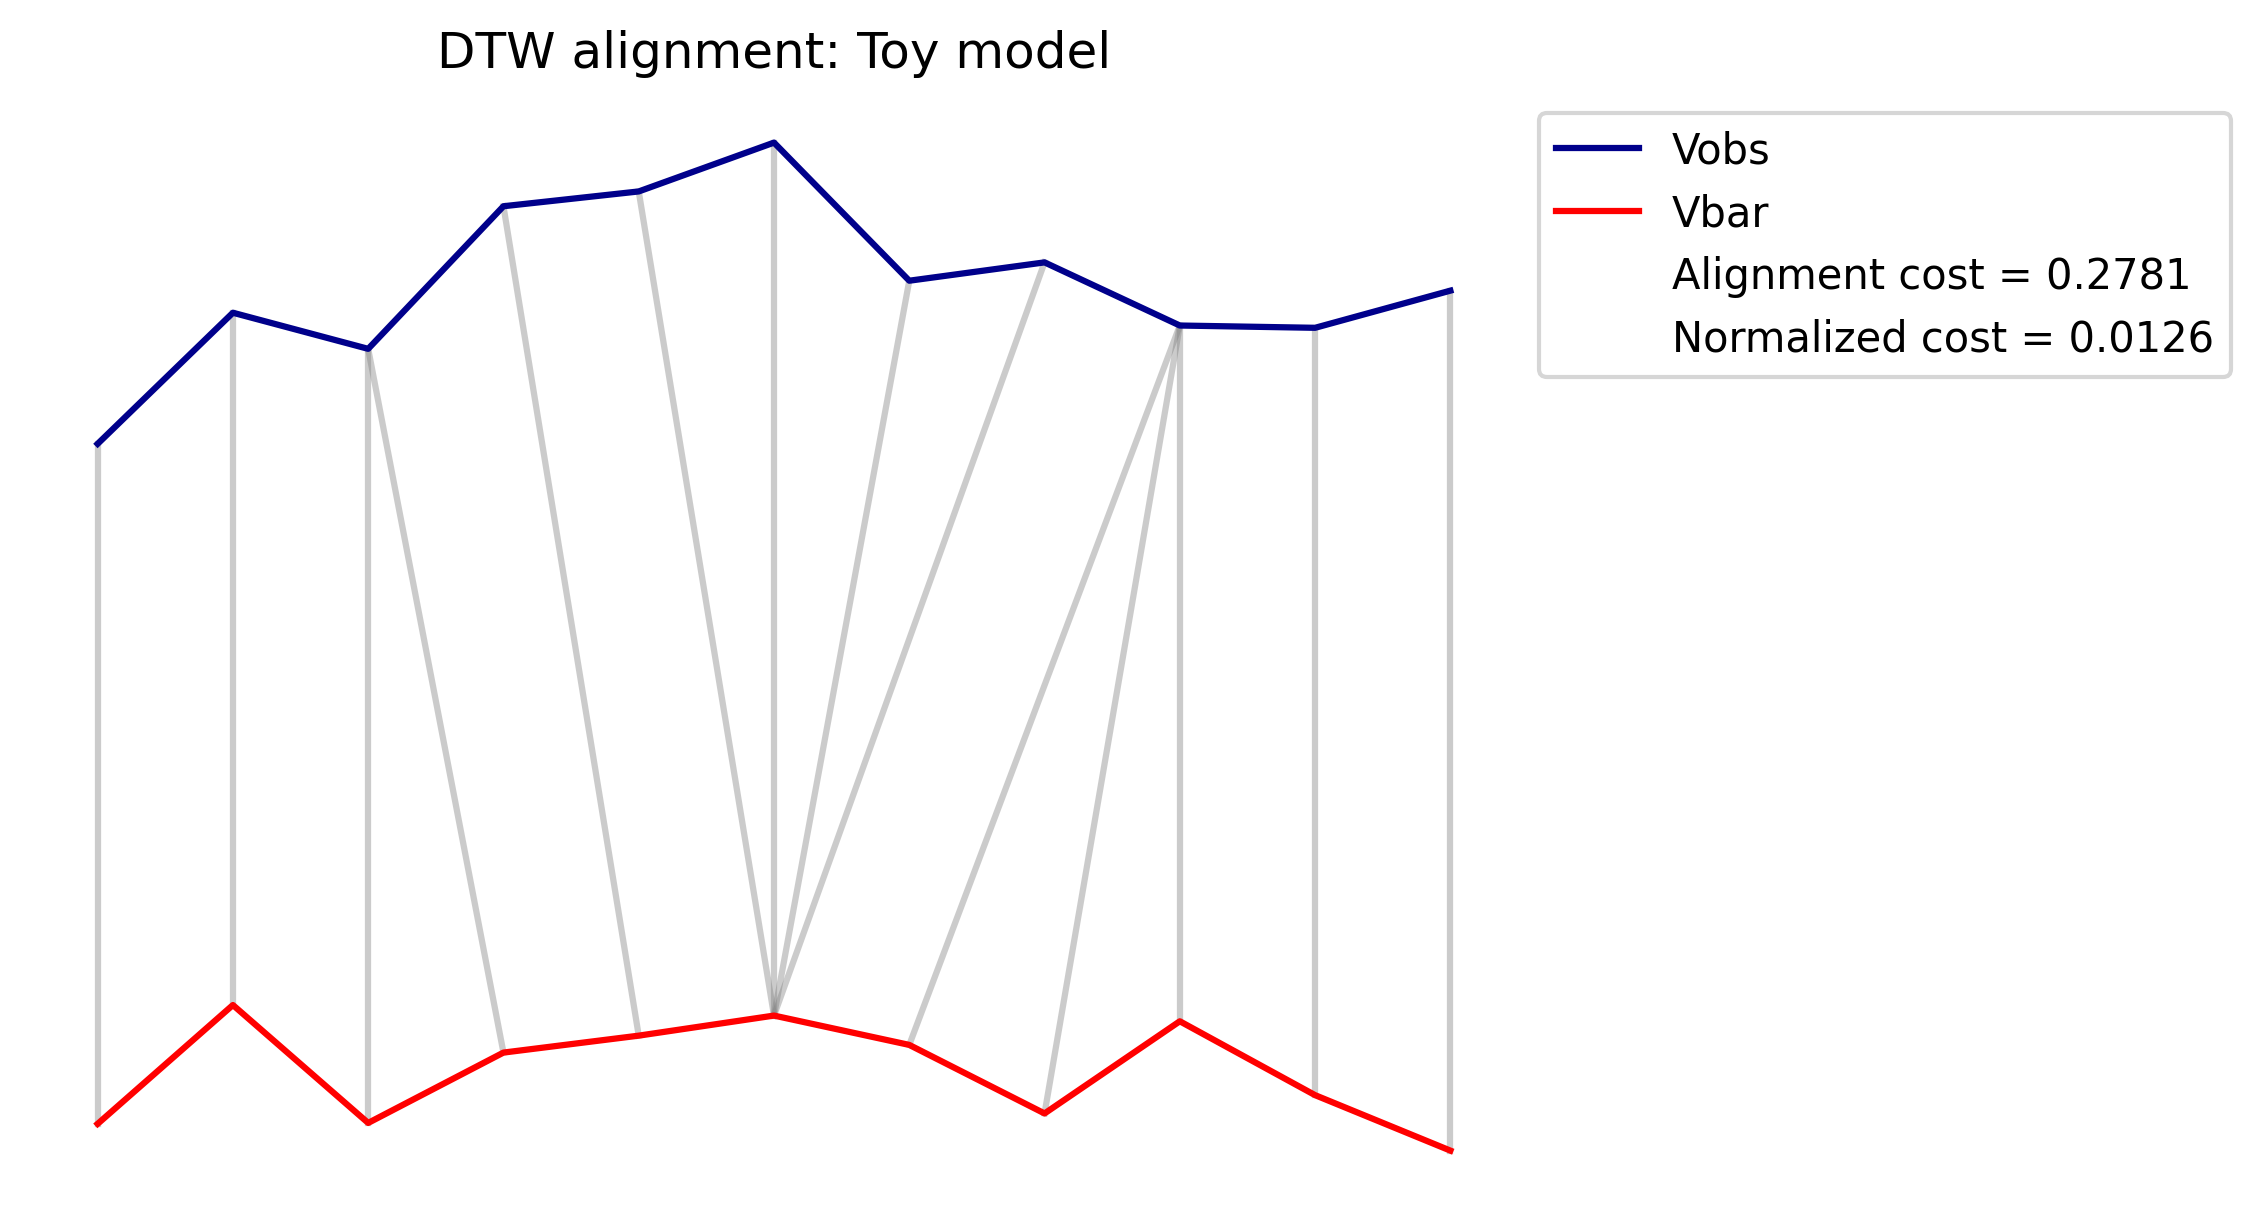 DTW alignment: Toy model
Vobs
Vbar
Alignment cost = 0.2781
Normalized cost = 0.0126